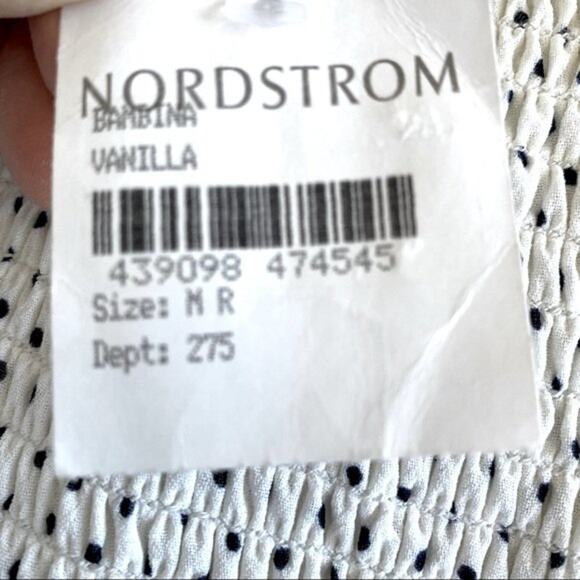 NORDSTROM
BAMBINA
VANILLA
439098 474545
Size: M R
Dept: 275